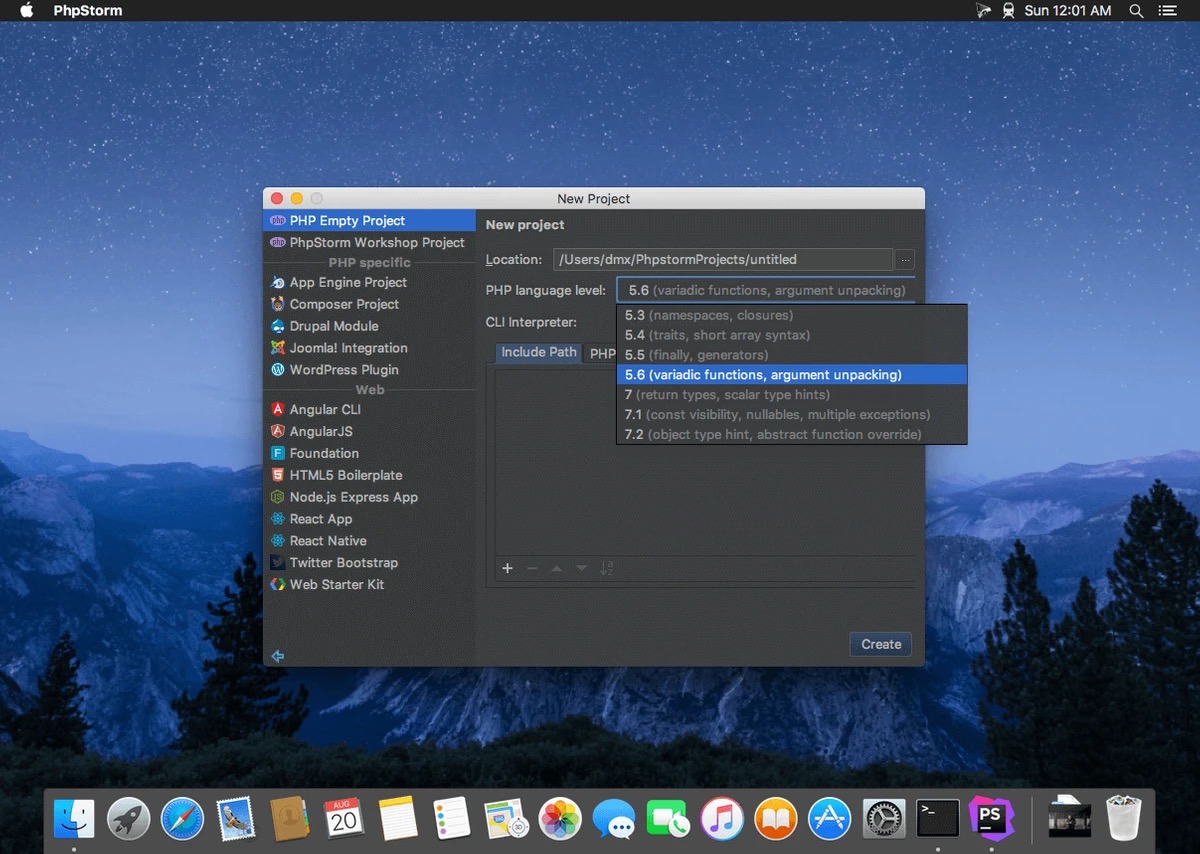 PhpStorm
Sun 12:01 AM
New Project
php PHP Empty Project
php PhpStorm Workshop Project
PHP specific
App Engine Project
Composer Project
Drupal Module
Joomla! Integration
WordPress Plugin
Web
Angular CLI
AngularJS
Foundation
HTML5 Boilerplate
Node.js Express App
React App
React Native
Twitter Bootstrap
Web Starter Kit
New project
Location: /Users/dmx/PhpstormProjects/untitled ...
PHP language level: 5.6 (variadic functions, argument unpacking)
CLI Interpreter:
5.3 (namespaces, closures)
5.4 (traits, short array syntax)
5.5 (finally, generators)
5.6 (variadic functions, argument unpacking)
7 (return types, scalar type hints)
7.1 (const visibility, nullables, multiple exceptions)
7.2 (object type hint, abstract function override)
Include Path PHP
Create
AUG
20
3D
>_
PS